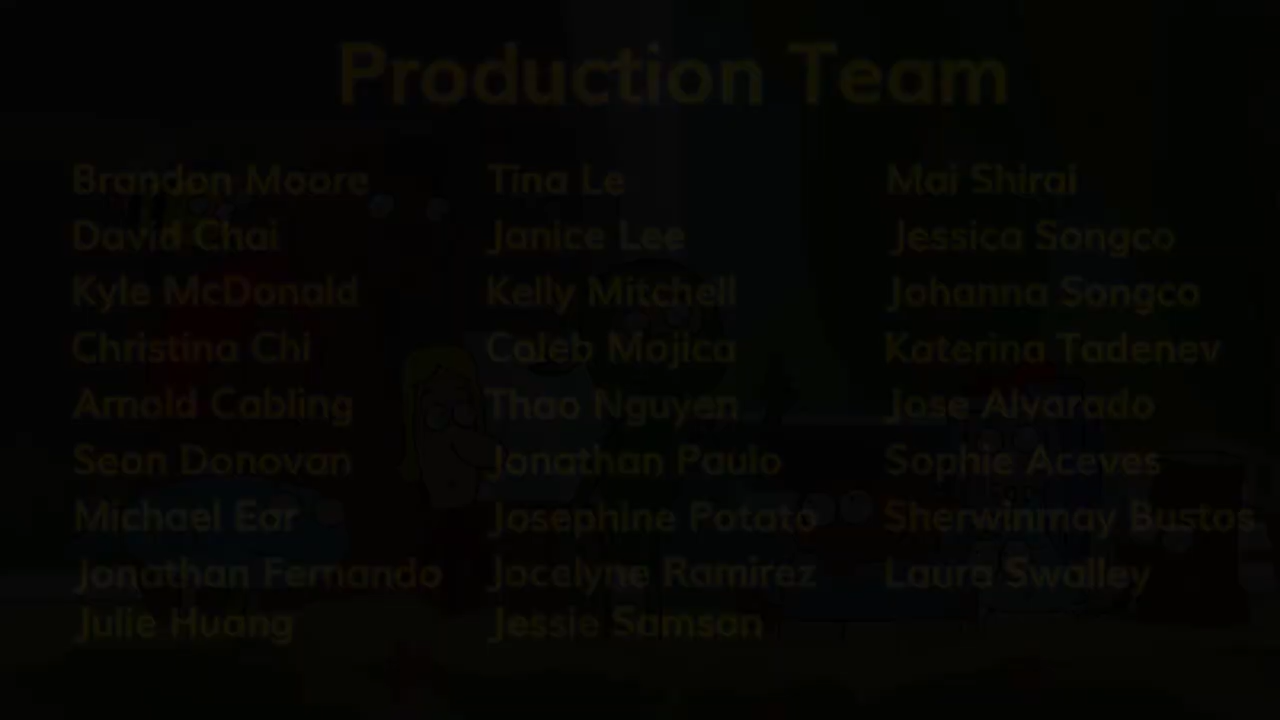 Production Team
Brandon Moore
David Chai
Kyle McDonald
Christina Chi
Arnold Cabling
Sean Donovan
Michael Ear
Jonathan Fernando
Julie Huang
Tina Le
Janice Lee
Kelly Mitchell
Caleb Mojica
Thao Nguyen
Jonathan Paulo
Josephine Potato
Jocelyne Ramirez
Jessie Samson
Mai Shirai
Jessica Songco
Johanna Songco
Katerina Tadenev
Jose Alvarado
Sophie Aceves
Sherwinmay Bustos
Laura Swalley